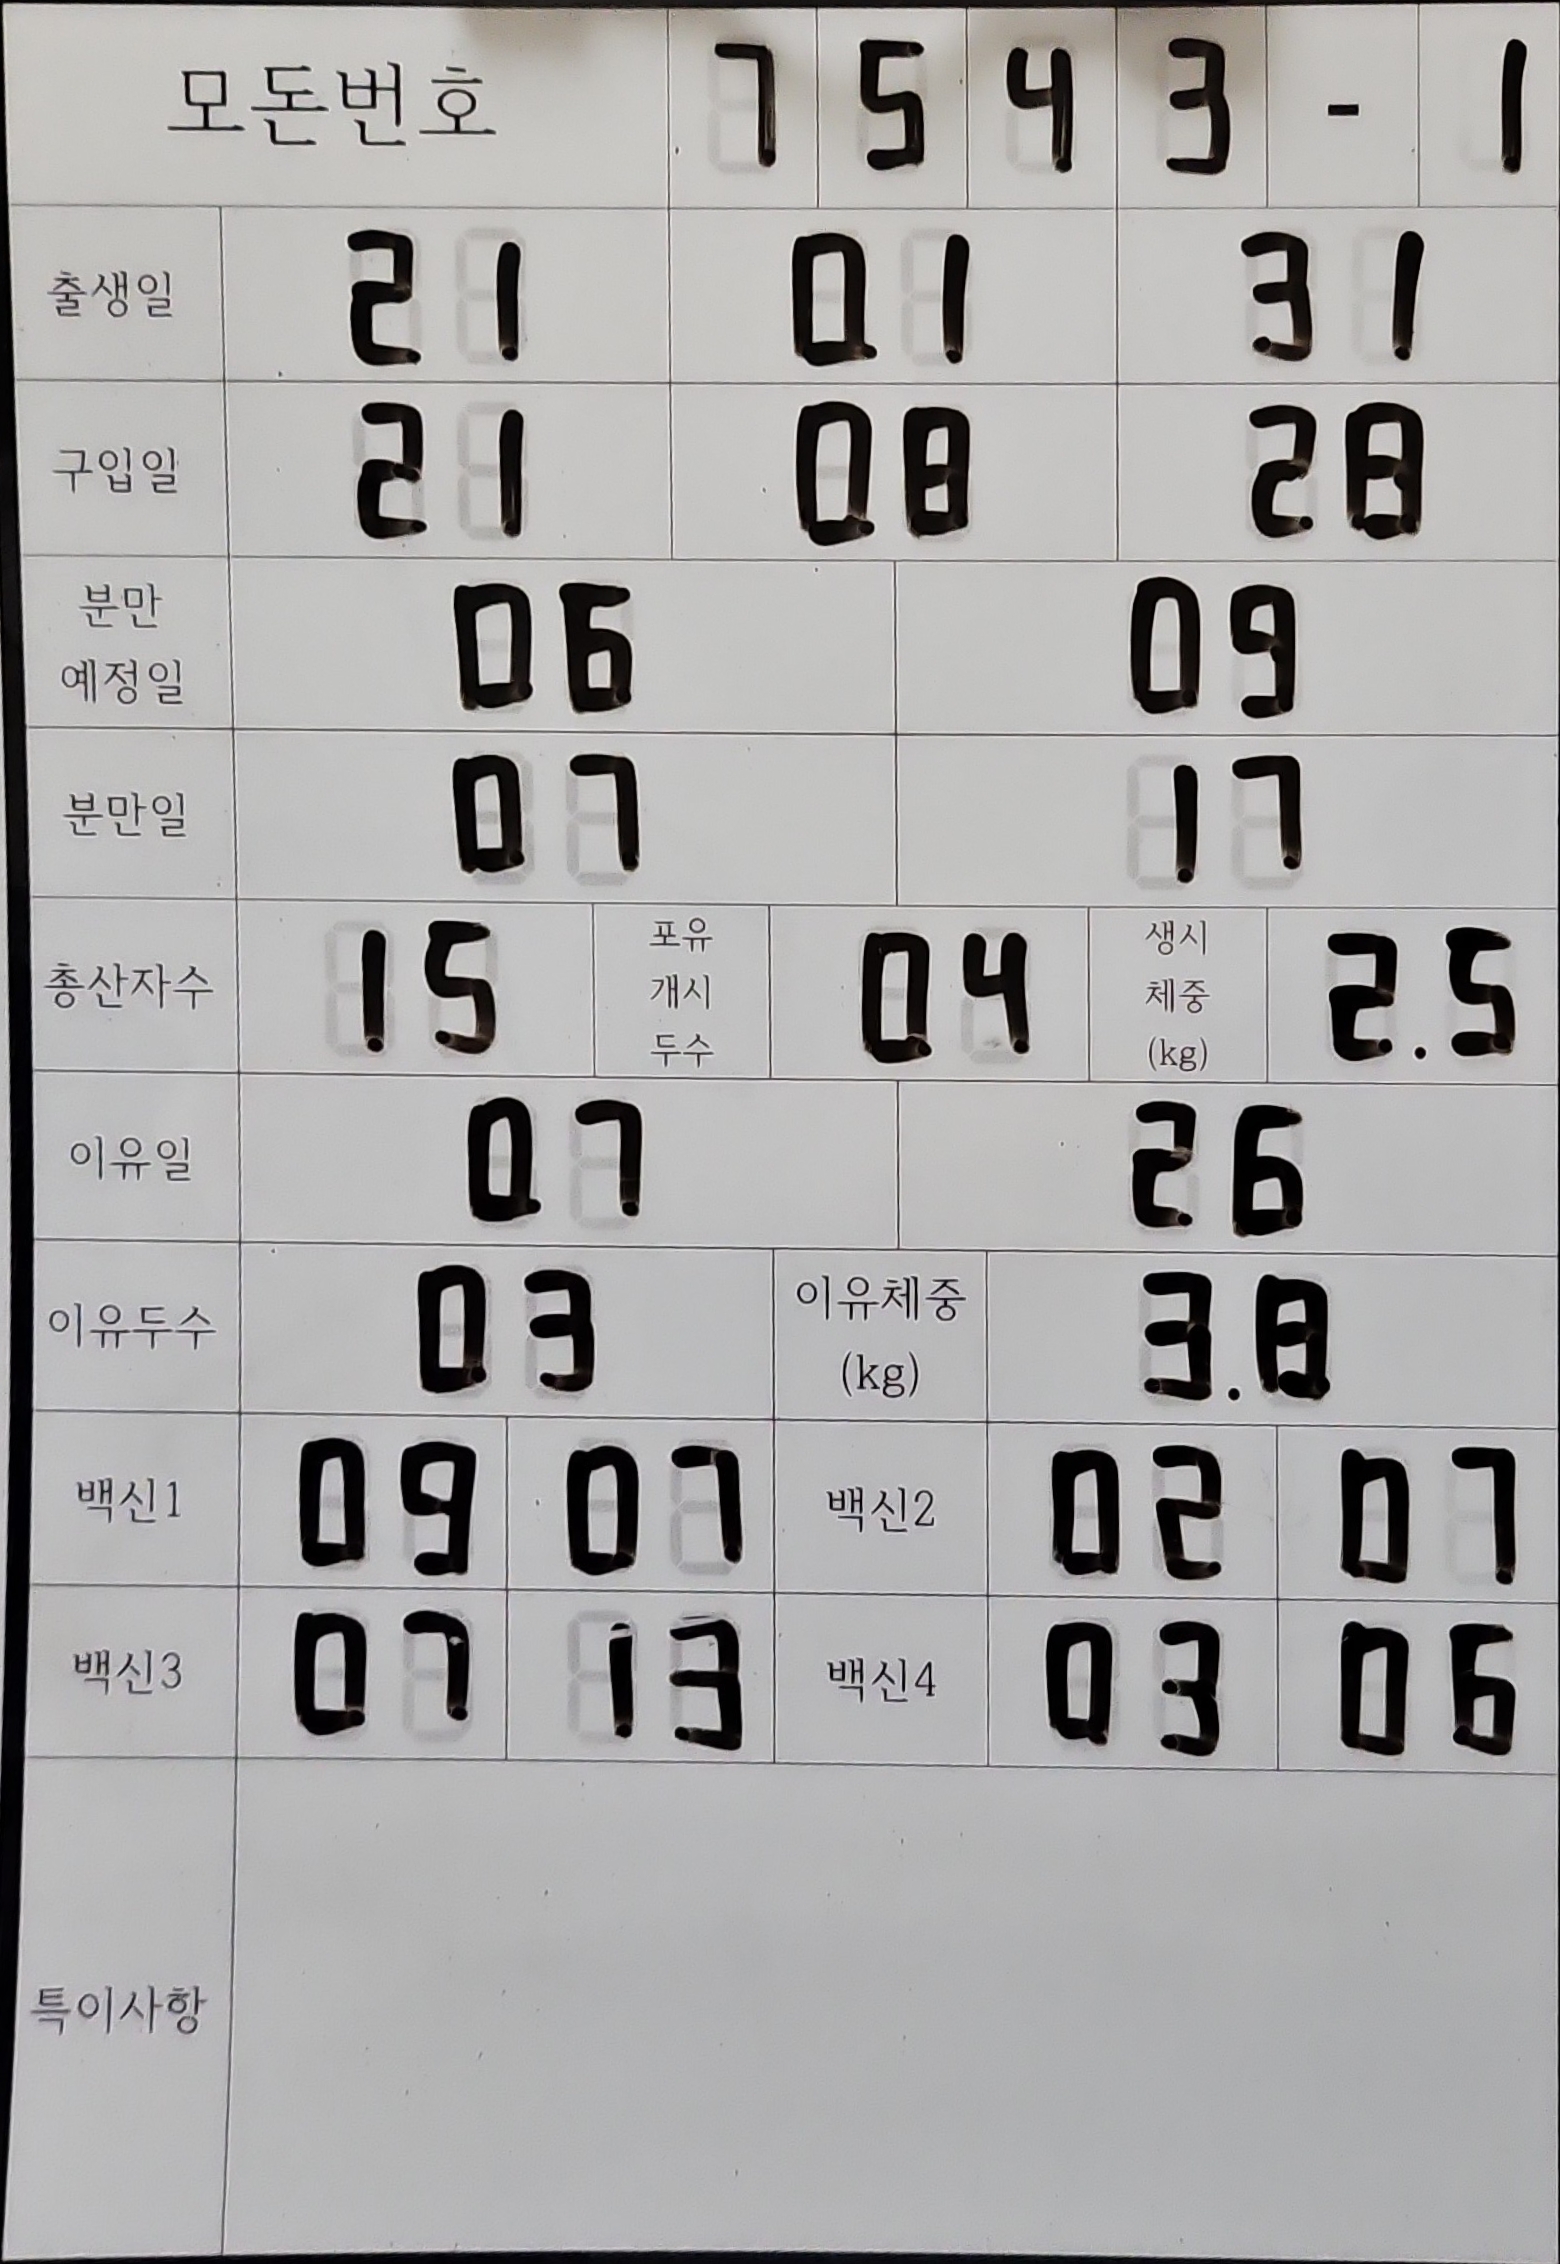 모돈번호 7 5 4 3 - 1
출생일 21 01 31
구입일 21 08 28
분만
예정일 06 09
분만일 07 17
총산자수 15 포유
개시
두수 04 생시
체중
(kg) 2.5
이유일 07 26
이유두수 03 이유체중
(kg) 3.8
백신1 09 07 백신2 02 07
백신3 07 13 백신4 03 06
특이사항